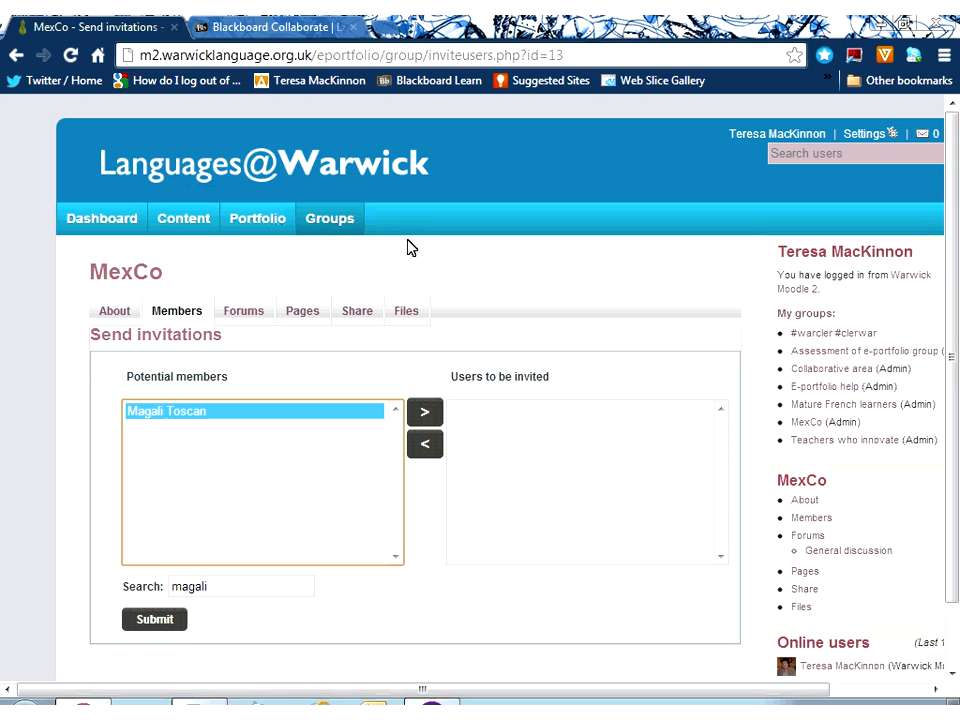 MexCo - Send invitations -
Blackboard Collaborate | L
m2.warwicklanguage.org.uk/eportfolio/group/inviteusers.php?id=13
Twitter / Home
How do I log out of ...
Teresa MacKinnon
Blackboard Learn
Suggested Sites
Web Slice Gallery
»
Other bookmarks
Teresa MacKinnon | Settings | 0
Search users
Languages@Warwick
Dashboard
Content
Portfolio
Groups
MexCo
About
Members
Forums
Pages
Share
Files
Send invitations
Potential members
Users to be invited
Magali Toscan
>
<
Search: magali
Submit
Teresa MacKinnon
You have logged in from Warwick
Moodle 2.
My groups:
#warcler #clerwar
Assessment of e-portfolio group (
Collaborative area (Admin)
E-portfolio help (Admin)
Mature French learners (Admin)
MexCo (Admin)
Teachers who innovate (Admin)
MexCo
About
Members
Forums
General discussion
Pages
Share
Files
Online users
(Last 1
Teresa MacKinnon (Warwick M